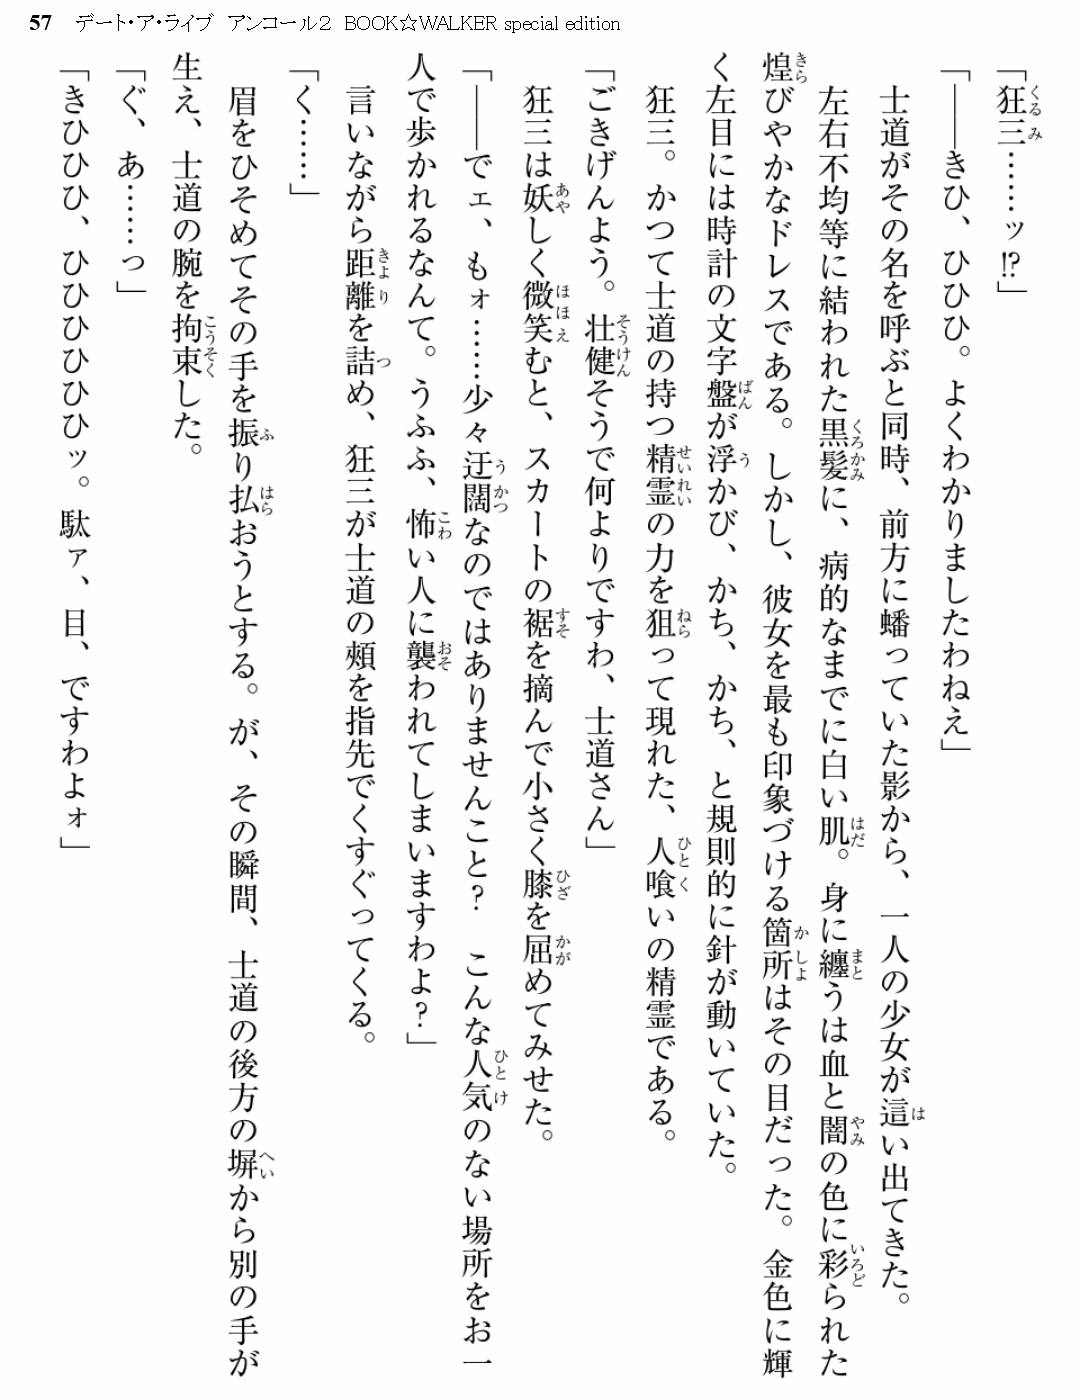 57 デート・ア・ライブ アンコール2 BOOK☆WALKER special edition
「狂三……ッ!?」
「――きひ、ひひひ。よくわかりましたわねえ」
士道がその名を呼ぶと同時、前方に蟠っていた影から、一人の少女が這い出てきた。
左右不均等に結われた黒髪に、病的なまでに白い肌。身に纏うは血と闇の色に彩られた
煌びやかなドレスである。しかし、彼女を最も印象づける箇所はその目だった。金色に輝
く左目には時計の文字盤が浮かび、かち、かち、と規則的に針が動いていた。
狂三。かつて士道の持つ精霊の力を狙って現れた、人喰いの精霊である。
「ごきげんよう。壮健そうで何よりですわ、士道さん」
狂三は妖しく微笑むと、スカートの裾を摘んで小さく膝を屈めてみせた。
「――でェ、もォ……少々迂闊なのではありませんこと? こんな人気のない場所をお一
人で歩かれるなんて。うふふ、怖い人に襲われてしまいますわよ?」
言いながら距離を詰め、狂三が士道の頰を指先でくすぐってくる。
「く……」
眉をひそめてその手を振り払おうとする。が、その瞬間、士道の後方の塀から別の手が
生え、士道の腕を拘束した。
「ぐ、あ……っ」
「きひひひ、ひひひひひひッ。駄ァ、目、ですわよォ」